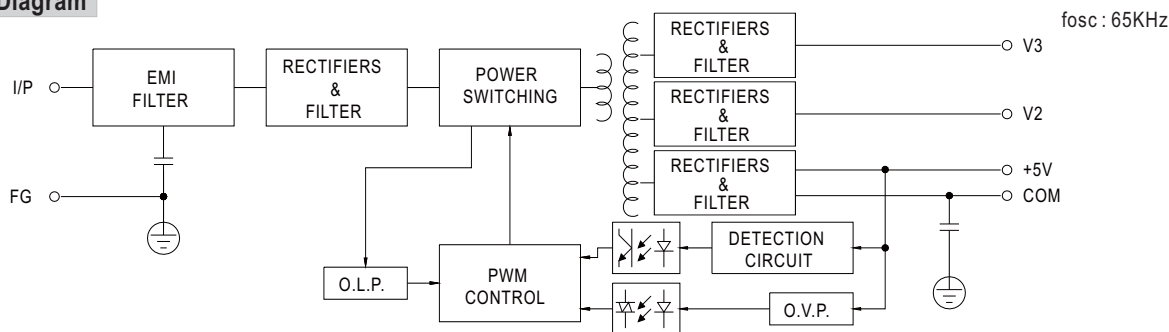 Diagram
fosc : 65KHz
I/P
EMI
FILTER
RECTIFIERS
&
FILTER
POWER
SWITCHING
RECTIFIERS
&
FILTER
V3
RECTIFIERS
&
FILTER
V2
RECTIFIERS
&
FILTER
+5V
COM
FG
O.L.P.
PWM
CONTROL
DETECTION
CIRCUIT
O.V.P.